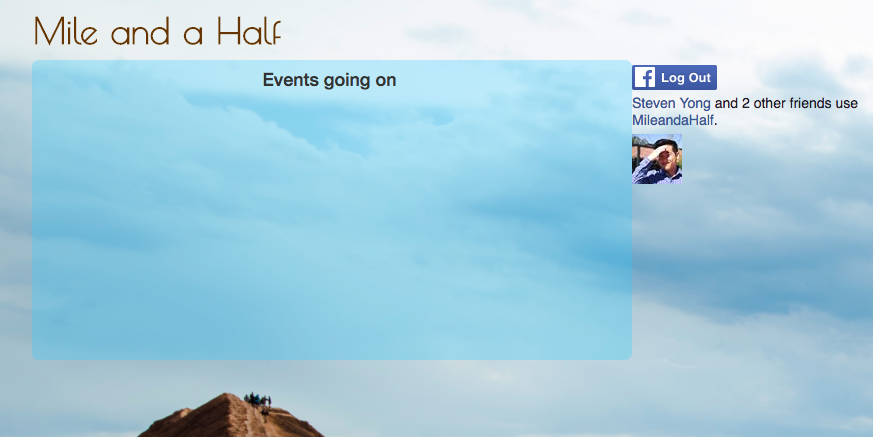 Mile and a Half
Events going on
f Log Out
Steven Yong and 2 other friends use
MileandaHalf.